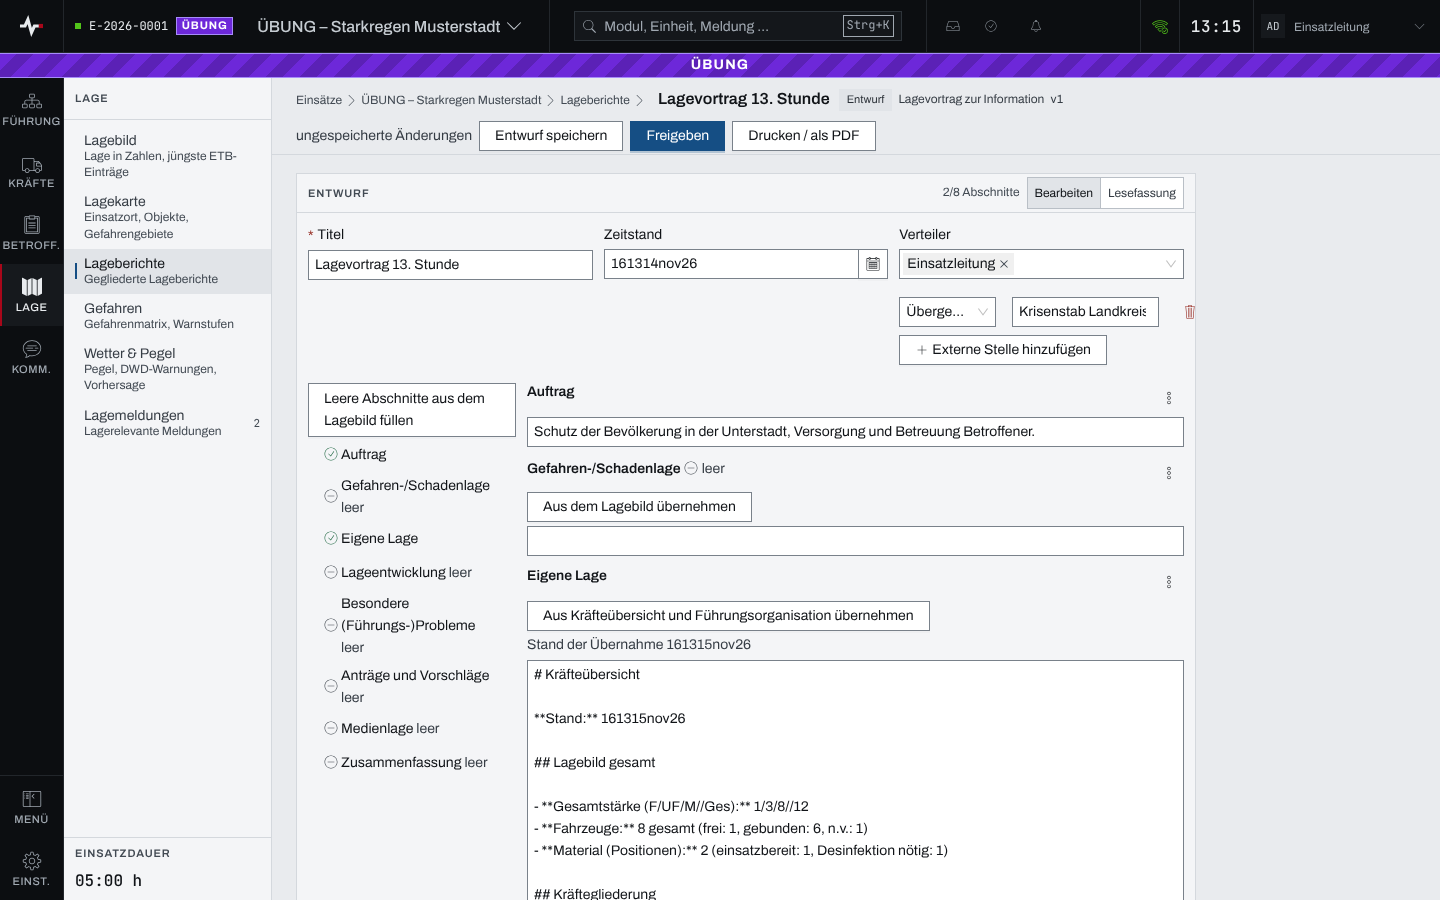 E-2026-0001 ÜBUNG ÜBUNG – Starkregen Musterstadt
Modul, Einheit, Meldung ... Strg+K
13:15 AD Einsatzleitung
ÜBUNG
FÜHRUNG
KRÄFTE
BETROFF.
LAGE
KOMM.
MENÜ
EINST.
LAGE
Lagebild
Lage in Zahlen, jüngste ETB-
Einträge
Lagekarte
Einsatzort, Objekte,
Gefahrengebiete
Lageberichte
Gegliederte Lageberichte
Gefahren
Gefahrenmatrix, Warnstufen
Wetter & Pegel
Pegel, DWD-Warnungen,
Vorhersage
Lagemeldungen
Lagerelevante Meldungen 2
EINSATZDAUER
05:00 h
Einsätze ÜBUNG – Starkregen Musterstadt Lageberichte Lagevortrag 13. Stunde Entwurf Lagevortrag zur Information v1
ungespeicherte Änderungen Entwurf speichern Freigeben Drucken / als PDF
ENTWURF 2/8 Abschnitte Bearbeiten Lesefassung
* Titel Zeitstand Verteiler
Lagevortrag 13. Stunde 161314nov26 Einsatzleitung
Überge... Krisenstab Landkreis
Externe Stelle hinzufügen
Leere Abschnitte aus dem
Lagebild füllen
Auftrag
Gefahren-/Schadenlage
leer
Eigene Lage
Lageentwicklung leer
Besondere
(Führungs-)Probleme
leer
Anträge und Vorschläge
leer
Medienlage leer
Zusammenfassung leer
Auftrag
Schutz der Bevölkerung in der Unterstadt, Versorgung und Betreuung Betroffener.
Gefahren-/Schadenlage leer
Aus dem Lagebild übernehmen
Eigene Lage
Aus Kräfteübersicht und Führungsorganisation übernehmen
Stand der Übernahme 161315nov26
# Kräfteübersicht
**Stand:** 161315nov26
## Lagebild gesamt
- **Gesamtstärke (F/UF/M//Ges):** 1/3/8//12
- **Fahrzeuge:** 8 gesamt (frei: 1, gebunden: 6, n.v.: 1)
- **Material (Positionen):** 2 (einsatzbereit: 1, Desinfektion nötig: 1)
## Kräftegliederung